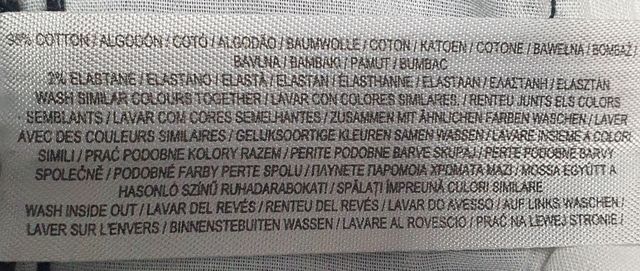 98% COTTON / ALGODÓN / COTÓ / ALGODÃO / BAUMWOLLE / COTON / KATOEN / COTONE / BAWEŁNA / BOMBAŽ /
BAVLNA / BAMBAKI / PAMUT / BUMBAC
2% ELASTANE / ELASTANO / ELASTÀ / ELASTAN / ELASTHANNE / ELASTAAN / ΕΛΑΣΤΑΝΗ / ELASZTÁN
WASH SIMILAR COLOURS TOGETHER / LAVAR CON COLORES SIMILARES. / RENTEU JUNTS ELS COLORS
SEMBLANTS / LAVAR COM CORES SEMELHANTES / ZUSAMMEN MIT ÄHNLICHEN FARBEN WASCHEN / LAVER
AVEC DES COULEURS SIMILAIRES / GELIJKSOORTIGE KLEUREN SAMEN WASSEN / LAVARE INSIEME A COLORI
SIMILI / PRAĆ PODOBNE KOLORY RAZEM / PERITE PODOBNE BARVE SKUPAJ / PERTE PODOBNÉ BARVY
SPOLEČNĚ / PODOBNÉ FARBY PERTE SPOLU / ΠΛΥΝΕΤΕ ΠΑΡΟΜΟΙΑ ΧΡΩΜΑΤΑ ΜΑΖΙ / MOSSA EGYÜTT A
HASONLÓ SZÍNŰ RUHADARABOKAT / SPĂLAȚI ÎMPREUNĂ CULORI SIMILARE
WASH INSIDE OUT / LAVAR DEL REVÉS / RENTEU DEL REVÉS / LAVAR DO AVESSO / AUF LINKS WASCHEN /
LAVER SUR L'ENVERS / BINNENSTEBUITEN WASSEN / LAVARE AL ROVESCIO / PRAĆ NA LEWEJ STRONIE /